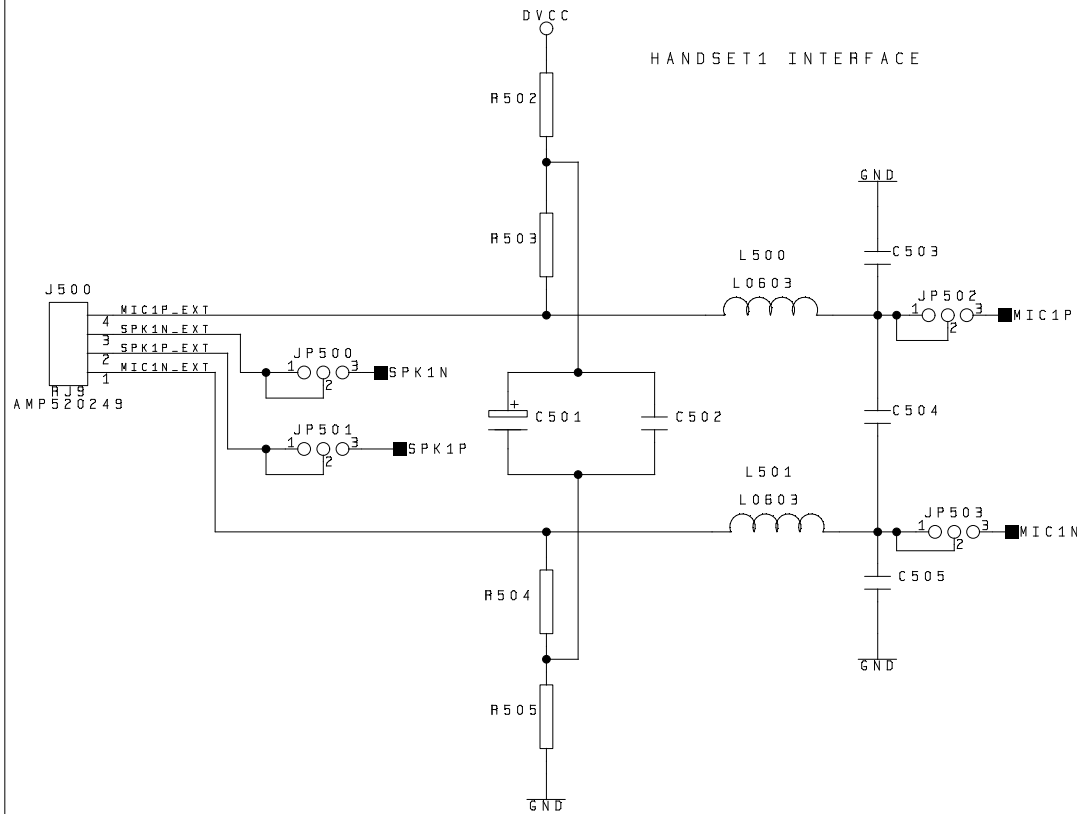 DVCC
HANDSET1 INTERFACE
R502
GND
R503
C503
L500
L0603
J500
JP502
MIC1P_EXT
1 2 3
MIC1P
4
SPK1N_EXT
3
SPK1P_EXT
JP500
2
MIC1N_EXT
1 2 3
SPK1N
1
RJ9
AMP520249
+
C501
C502
C504
JP501
1 2 3
SPK1P
L501
L0603
JP503
1 2 3
MIC1N
C505
R504
GND
R505
GND